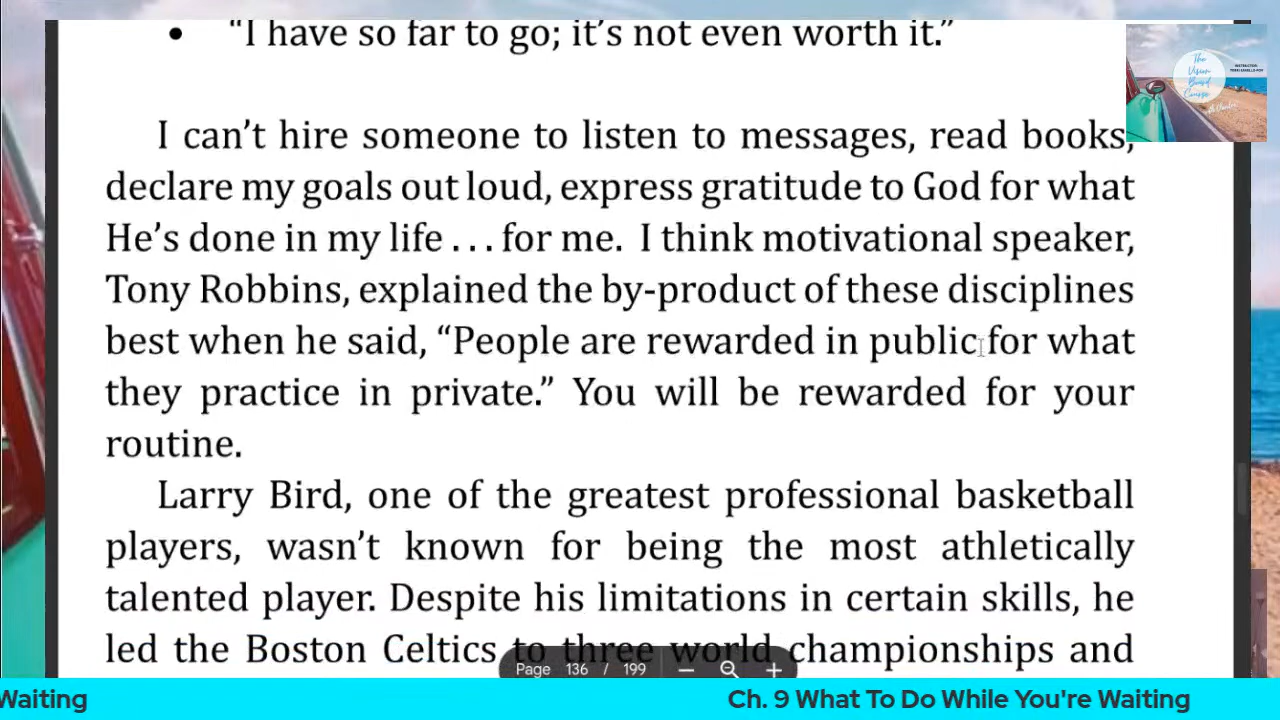 • “I have so far to go; it’s not even worth it.”
The
Vision
Board
Course
I can’t hire someone to listen to messages, read books,
declare my goals out loud, express gratitude to God for what
He’s done in my life . . . for me. I think motivational speaker,
Tony Robbins, explained the by-product of these disciplines
best when he said, “People are rewarded in public for what
they practice in private.” You will be rewarded for your
routine.
Larry Bird, one of the greatest professional basketball
players, wasn’t known for being the most athletically
talented player. Despite his limitations in certain skills, he
led the Boston Celtics to three world championships and
Page 136 / 199
Waiting
Ch. 9 What To Do While You're Waiting